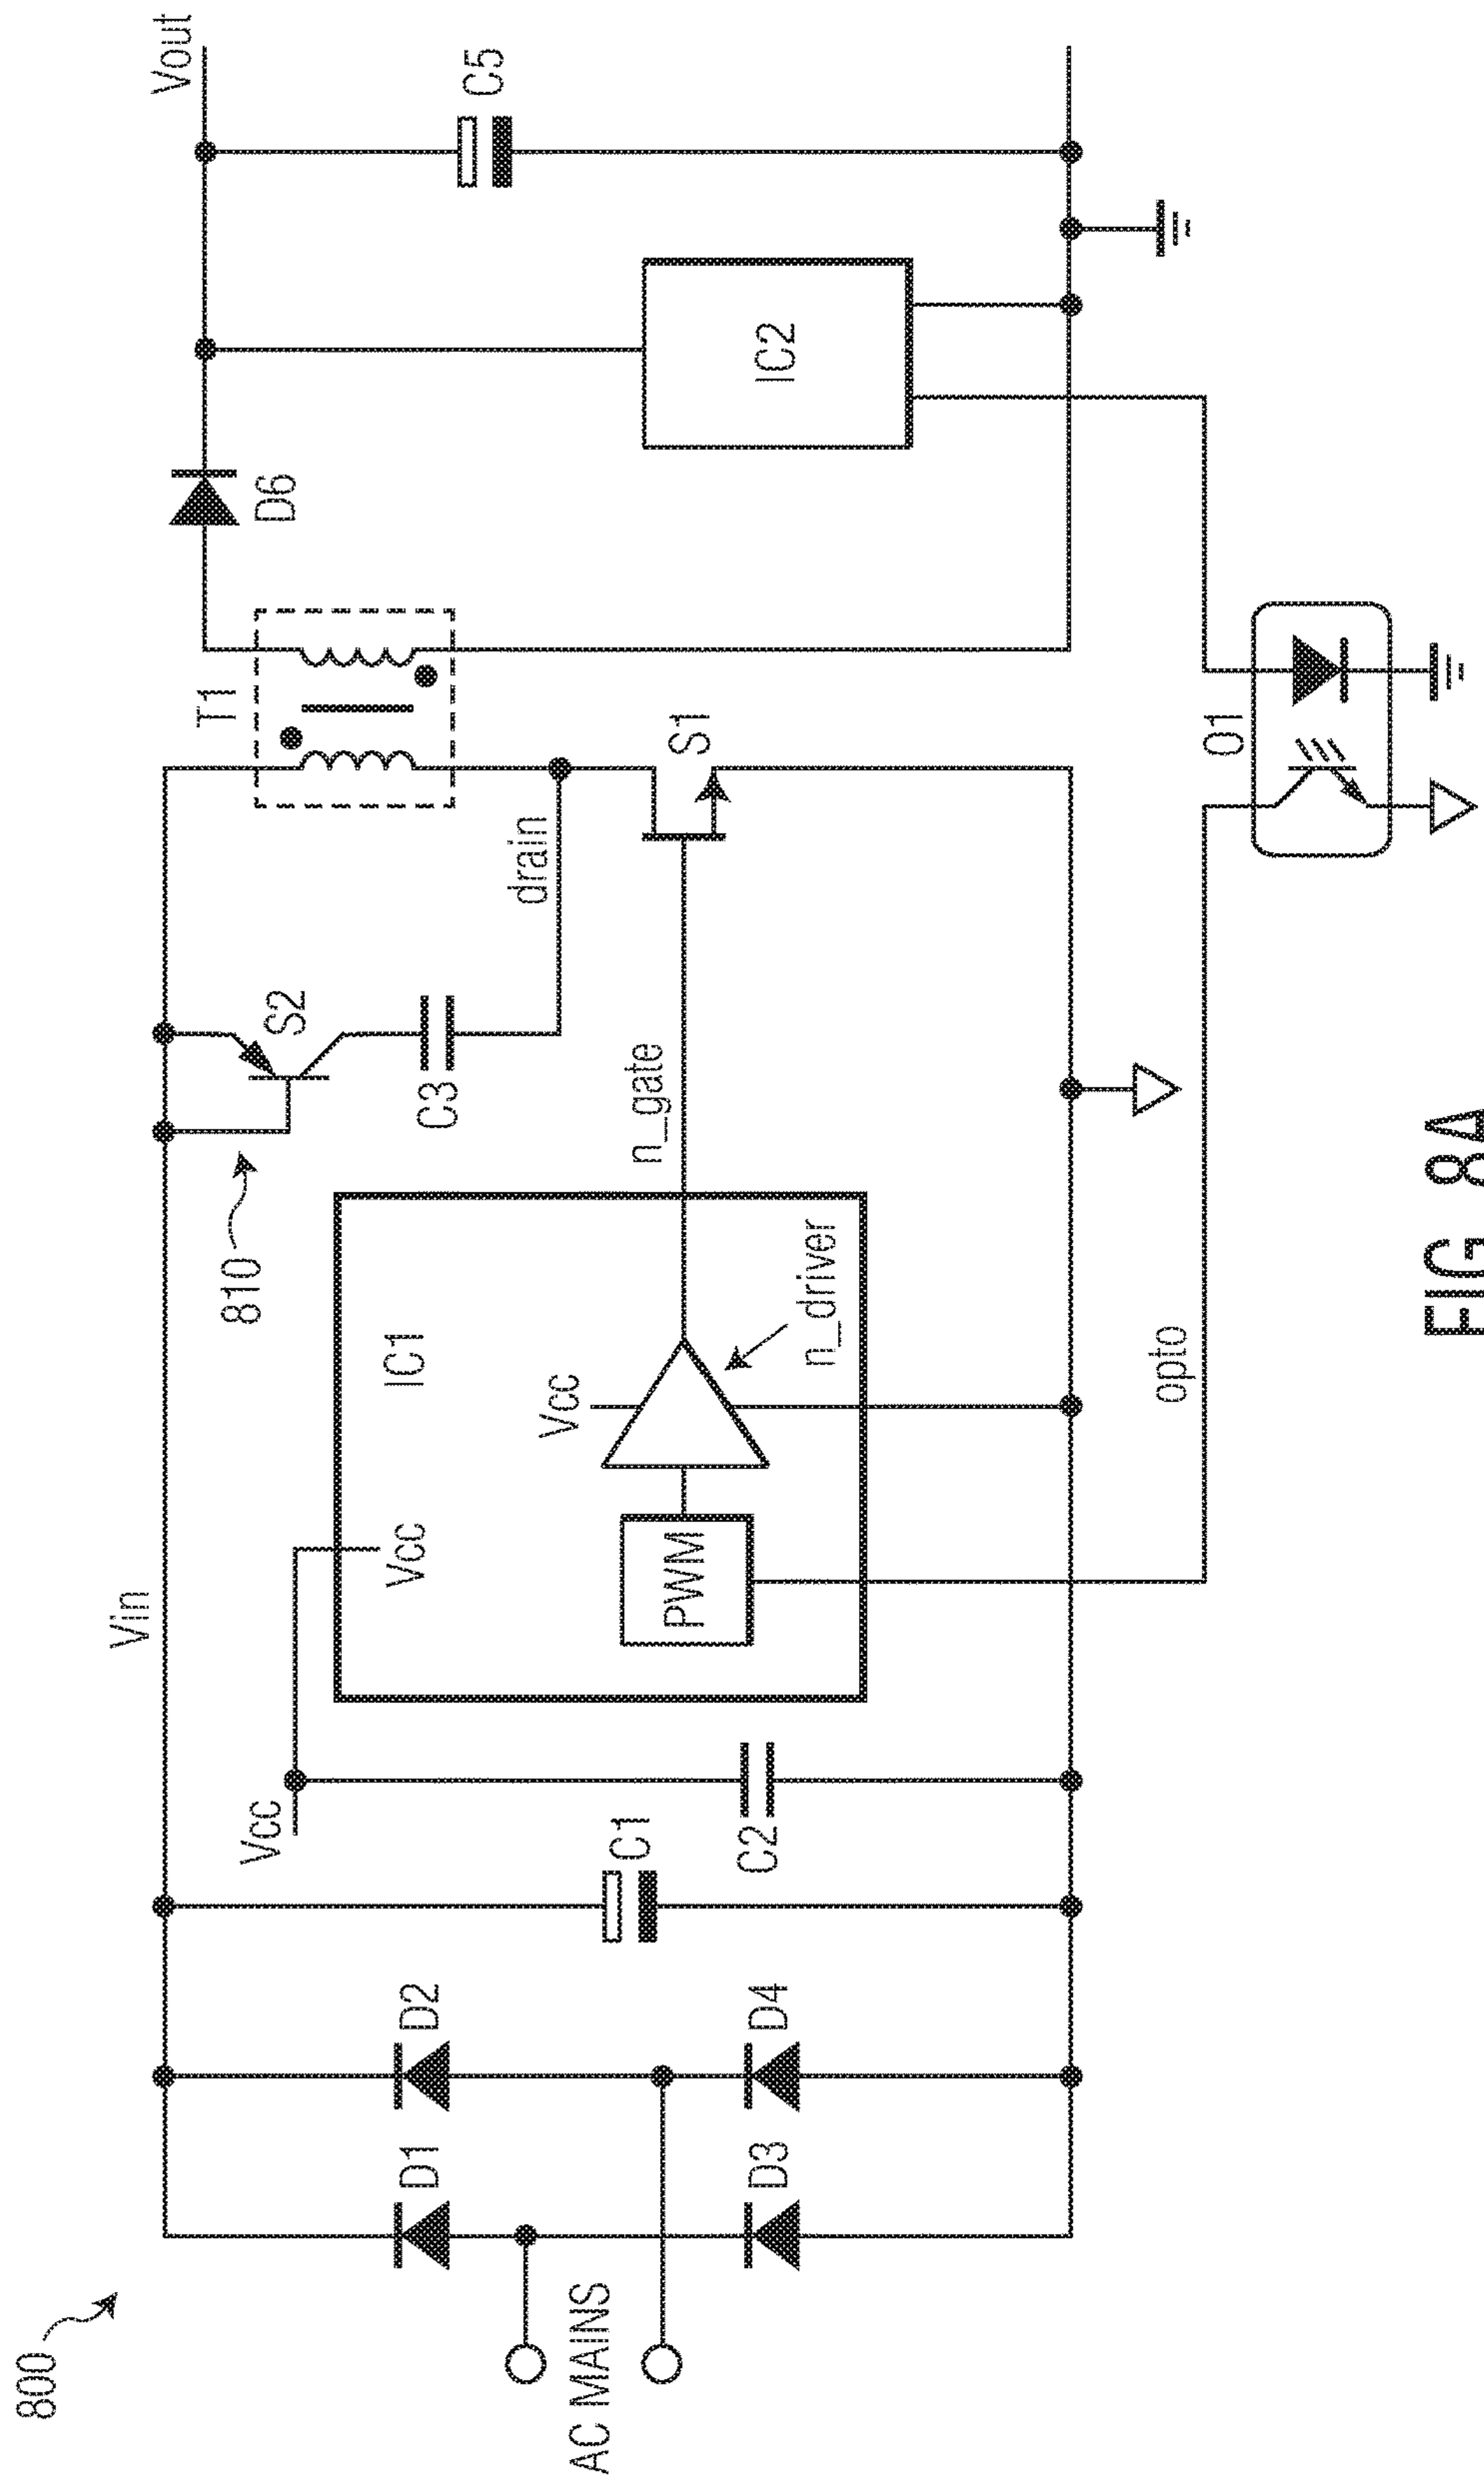 800
Vin
Vout
T1
D6
S2
810
Vcc
C3
drain
IC1
Vcc
D1
D2
C5
Vcc
n_gate
S1
IC2
C1
PWM
n_driver
C2
D3
D4
AC MAINS
opto
O1
FIG. 8A